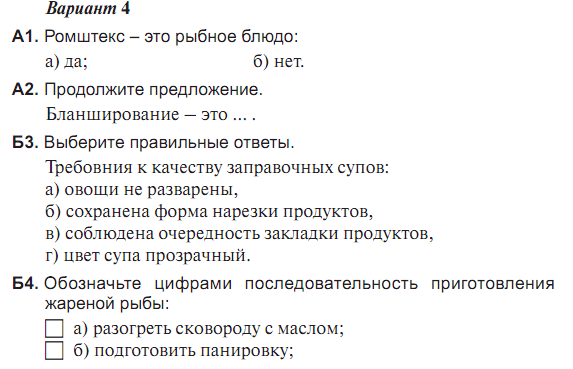 Вариант 4
А1. Ромштекс – это рыбное блюдо:
а) да; б) нет.
А2. Продолжите предложение.
Бланширование – это ... .
Б3. Выберите правильные ответы.
Требовния к качеству заправочных супов:
а) овощи не разварены,
б) сохранена форма нарезки продуктов,
в) соблюдена очередность закладки продуктов,
г) цвет супа прозрачный.
Б4. Обозначьте цифрами последовательность приготовления
жареной рыбы:
а) разогреть сковороду с маслом;
б) подготовить панировку;